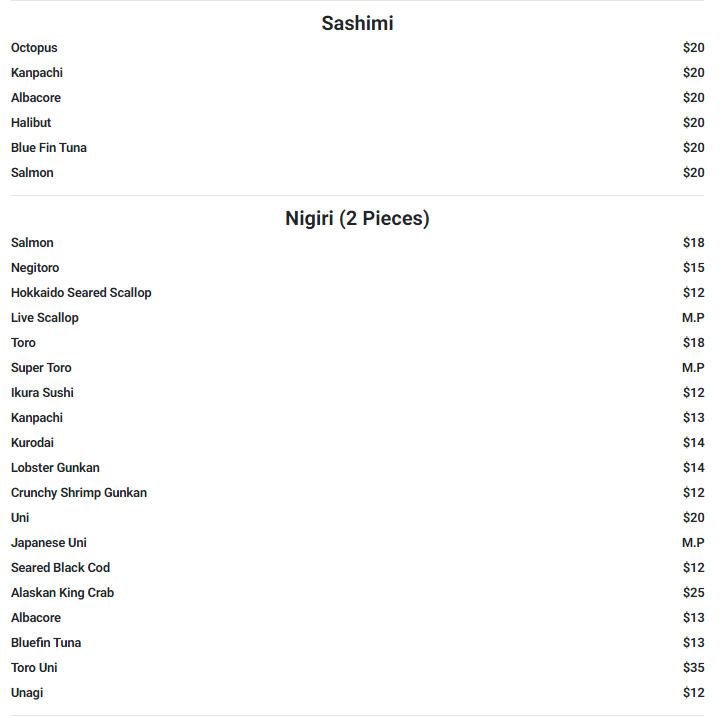 Sashimi
Octopus $20
Kanpachi $20
Albacore $20
Halibut $20
Blue Fin Tuna $20
Salmon $20
Nigiri (2 Pieces)
Salmon $18
Negitoro $15
Hokkaido Seared Scallop $12
Live Scallop M.P
Toro $18
Super Toro M.P
Ikura Sushi $12
Kanpachi $13
Kurodai $14
Lobster Gunkan $14
Crunchy Shrimp Gunkan $12
Uni $20
Japanese Uni M.P
Seared Black Cod $12
Alaskan King Crab $25
Albacore $13
Bluefin Tuna $13
Toro Uni $35
Unagi $12